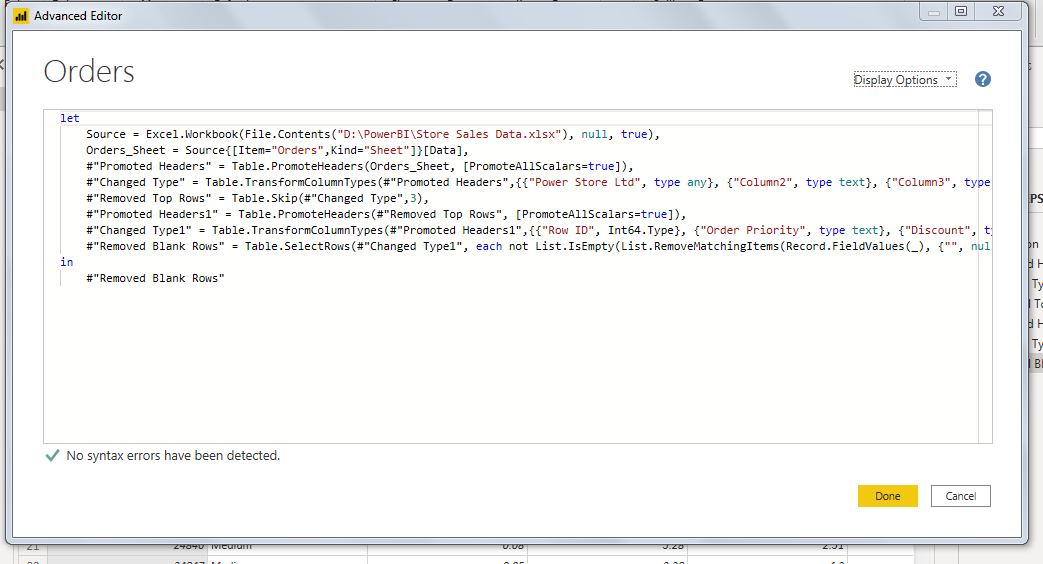 Advanced Editor
Orders
Display Options
?
let
Source = Excel.Workbook(File.Contents("D:\PowerBI\Store Sales Data.xlsx"), null, true),
Orders_Sheet = Source{[Item="Orders",Kind="Sheet"]}[Data],
#"Promoted Headers" = Table.PromoteHeaders(Orders_Sheet, [PromoteAllScalars=true]),
#"Changed Type" = Table.TransformColumnTypes(#"Promoted Headers",{{"Power Store Ltd", type any}, {"Column2", type text}, {"Column3", type
#"Removed Top Rows" = Table.Skip(#"Changed Type",3),
#"Promoted Headers1" = Table.PromoteHeaders(#"Removed Top Rows", [PromoteAllScalars=true]),
#"Changed Type1" = Table.TransformColumnTypes(#"Promoted Headers1",{{"Row ID", Int64.Type}, {"Order Priority", type text}, {"Discount", t
#"Removed Blank Rows" = Table.SelectRows(#"Changed Type1", each not List.IsEmpty(List.RemoveMatchingItems(Record.FieldValues(_), {"", nul
in
#"Removed Blank Rows"
No syntax errors have been detected.
Done
Cancel